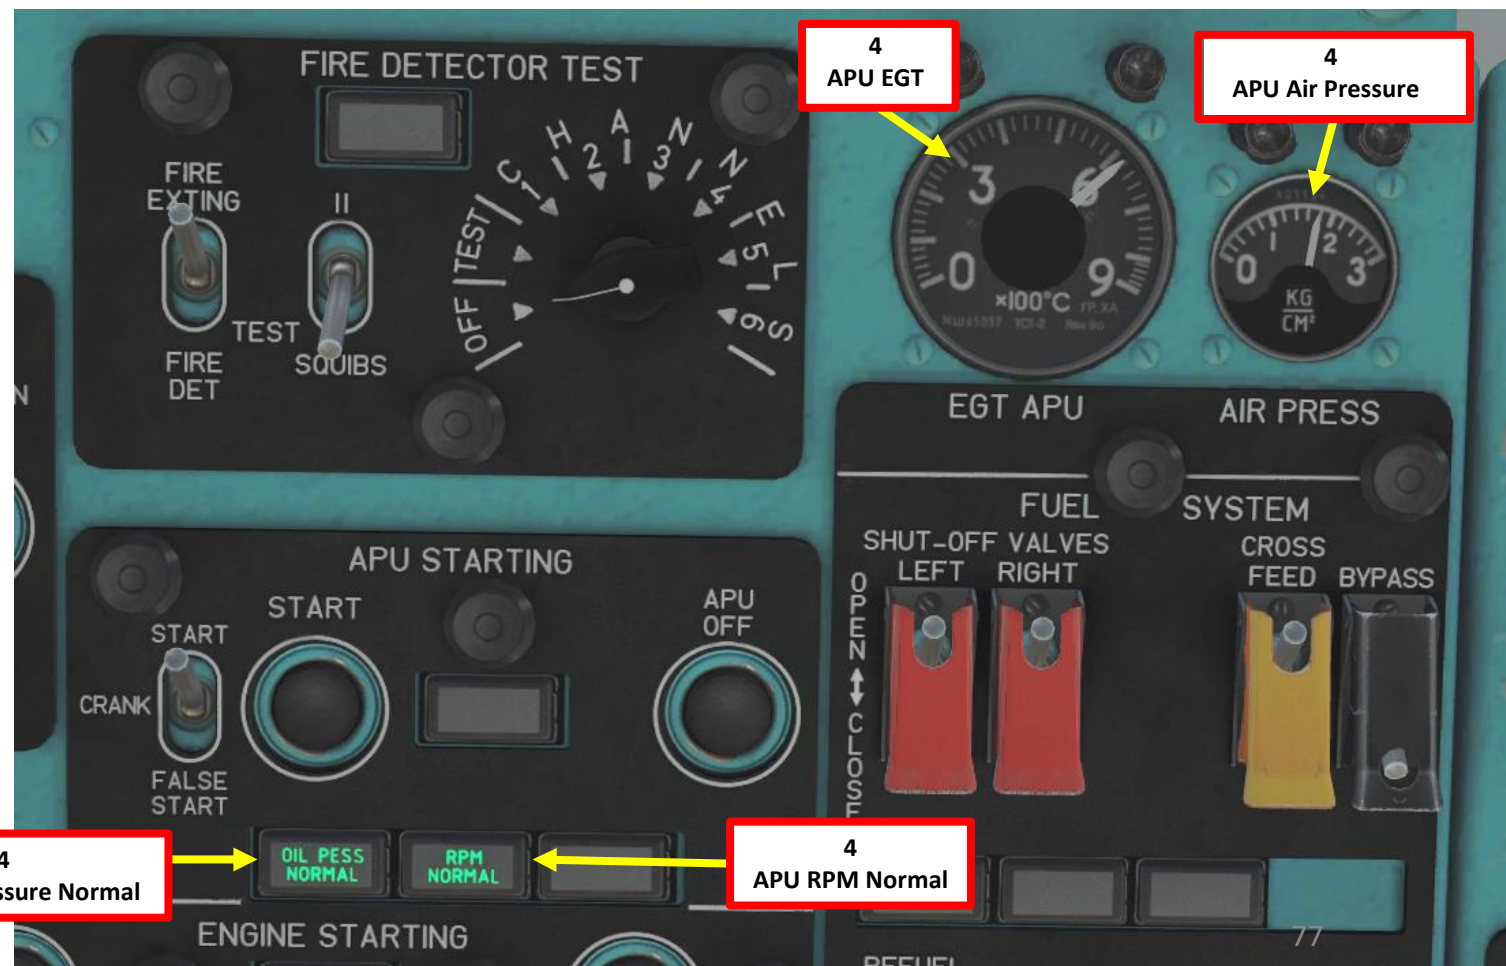 4
APU EGT
4
APU Air Pressure
FIRE DETECTOR TEST
FIRE
EXTING
II
TEST
SQUIBS
FIRE
DET
OFF TEST CHANNELS
1 2 3 4 5 6
0 3 6 9
×100°C
0 1 2 3
KG
CM²
EGT APU
AIR PRESS
FUEL SYSTEM
SHUT-OFF VALVES
LEFT RIGHT
CROSS
FEED
BYPASS
OPEN
CLOSE
N
APU STARTING
START
START
APU
OFF
CRANK
FALSE
START
OIL PESS
NORMAL
RPM
NORMAL
4
ssure Normal
4
APU RPM Normal
ENGINE STARTING
77